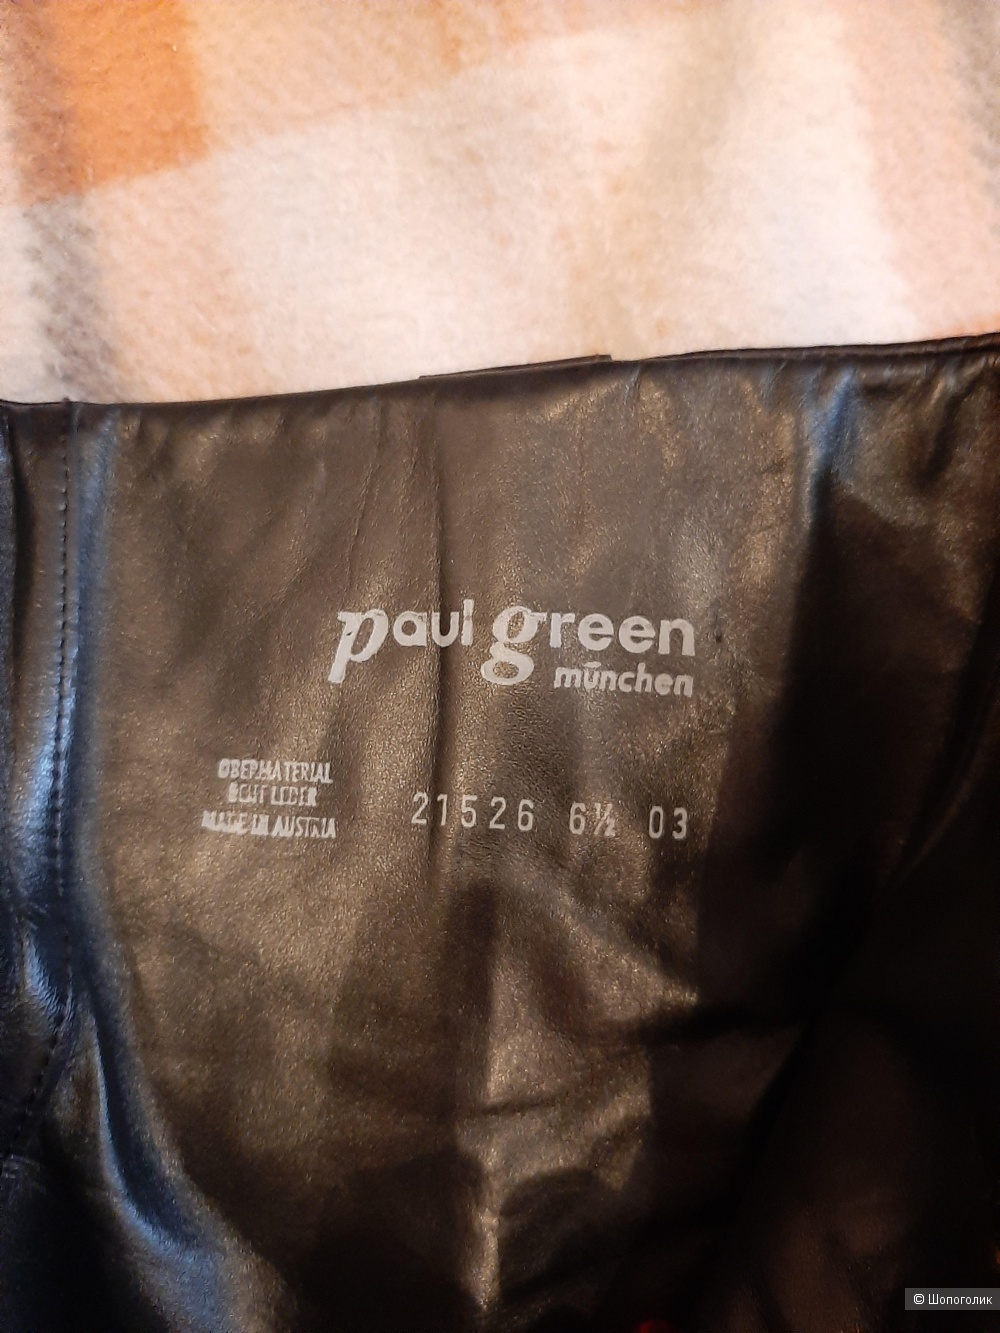 paul green
münchen
OBERMATERIAL
ECHT LEDER
MADE IN AUSTRIA
21526 6½ 03
© Шопоголик